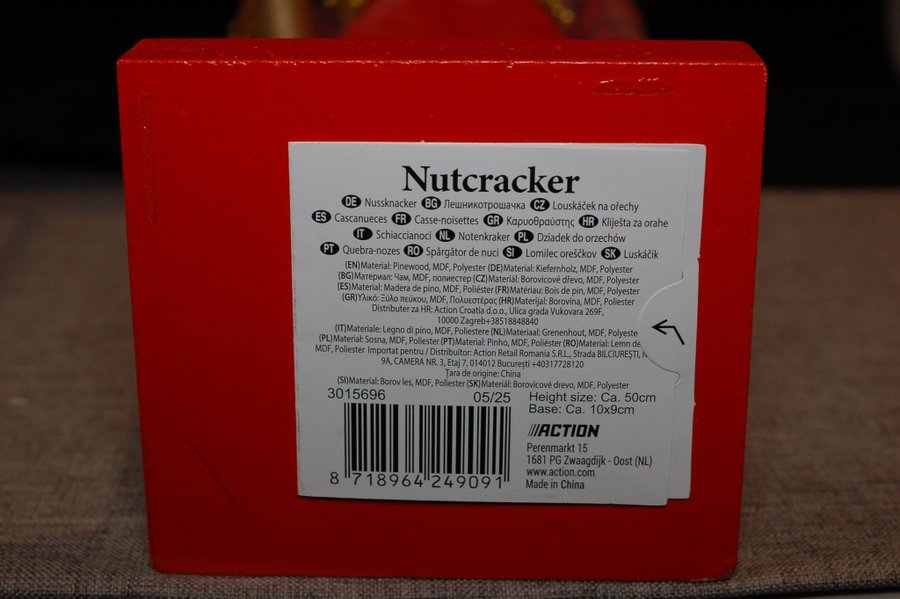 Nutcracker
DE Nussknacker BG Лешникотрошачка CZ Louskáček na ořechy
ES Cascanueces FR Casse-noisettes GR Καρυοθραύστης HR Kliješta za orahe
IT Schiaccianoci NL Notenkraker PL Dziadek do orzechów
PT Quebra-nozes RO Spărgător de nuci SI Lomilec oreščkov SK Luskáčik
(EN)Material: Pinewood, MDF, Polyester (DE)Material: Kiefernholz, MDF, Polyester
(BG)Материал: Чам, MDF, полиестер (CZ)Material: Borovicové dřevo, MDF, Polyester
(ES)Material: Madera de pino, MDF, Poliéster (FR)Matériau: Bois de pin, MDF, Polyester
(GR)Υλικό: Ξύλο πεύκου, MDF, Πολυεστέρας (HR)Materijal: Borovina, MDF, Poliester
Distributer za HR: Action Croatia d.o.o., Ulica grada Vukovara 269F,
10000 Zagreb+38518848840
(IT)Materiale: Legno di pino, MDF, Poliestere (NL)Materiaal: Grenenhout, MDF, Polyeste
(PL)Material: Sosna, MDF, Poliester (PT)Material: Pinho, MDF, Poliéster (RO)Material: Lemn de
MDF, Poliester Importat pentru / Distribuitor: Action Retail Romania S.R.L., Strada BILCIUREȘTI, N
9A, CAMERA NR. 3, Etaj 7, 014012 București +40317728120
Țara de origine: China
(SI)Material: Borov les, MDF, Poliester (SK)Materiál: Borovicové drevo, MDF, Polyester
3015696 05/25 Height size: Ca. 50cm
Base: Ca. 10x9cm
8 718964 249091
ACTION
Perenmarkt 15
1681 PG Zwaagdijk - Oost (NL)
www.action.com
Made in China